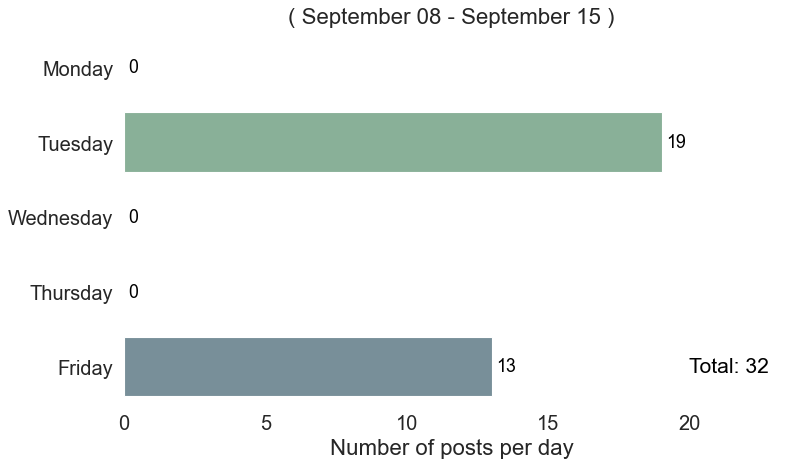 ( September 08 - September 15 )
Monday 0
Tuesday 19
Wednesday 0
Thursday 0
Friday 13 Total: 32
0 5 10 15 20
Number of posts per day